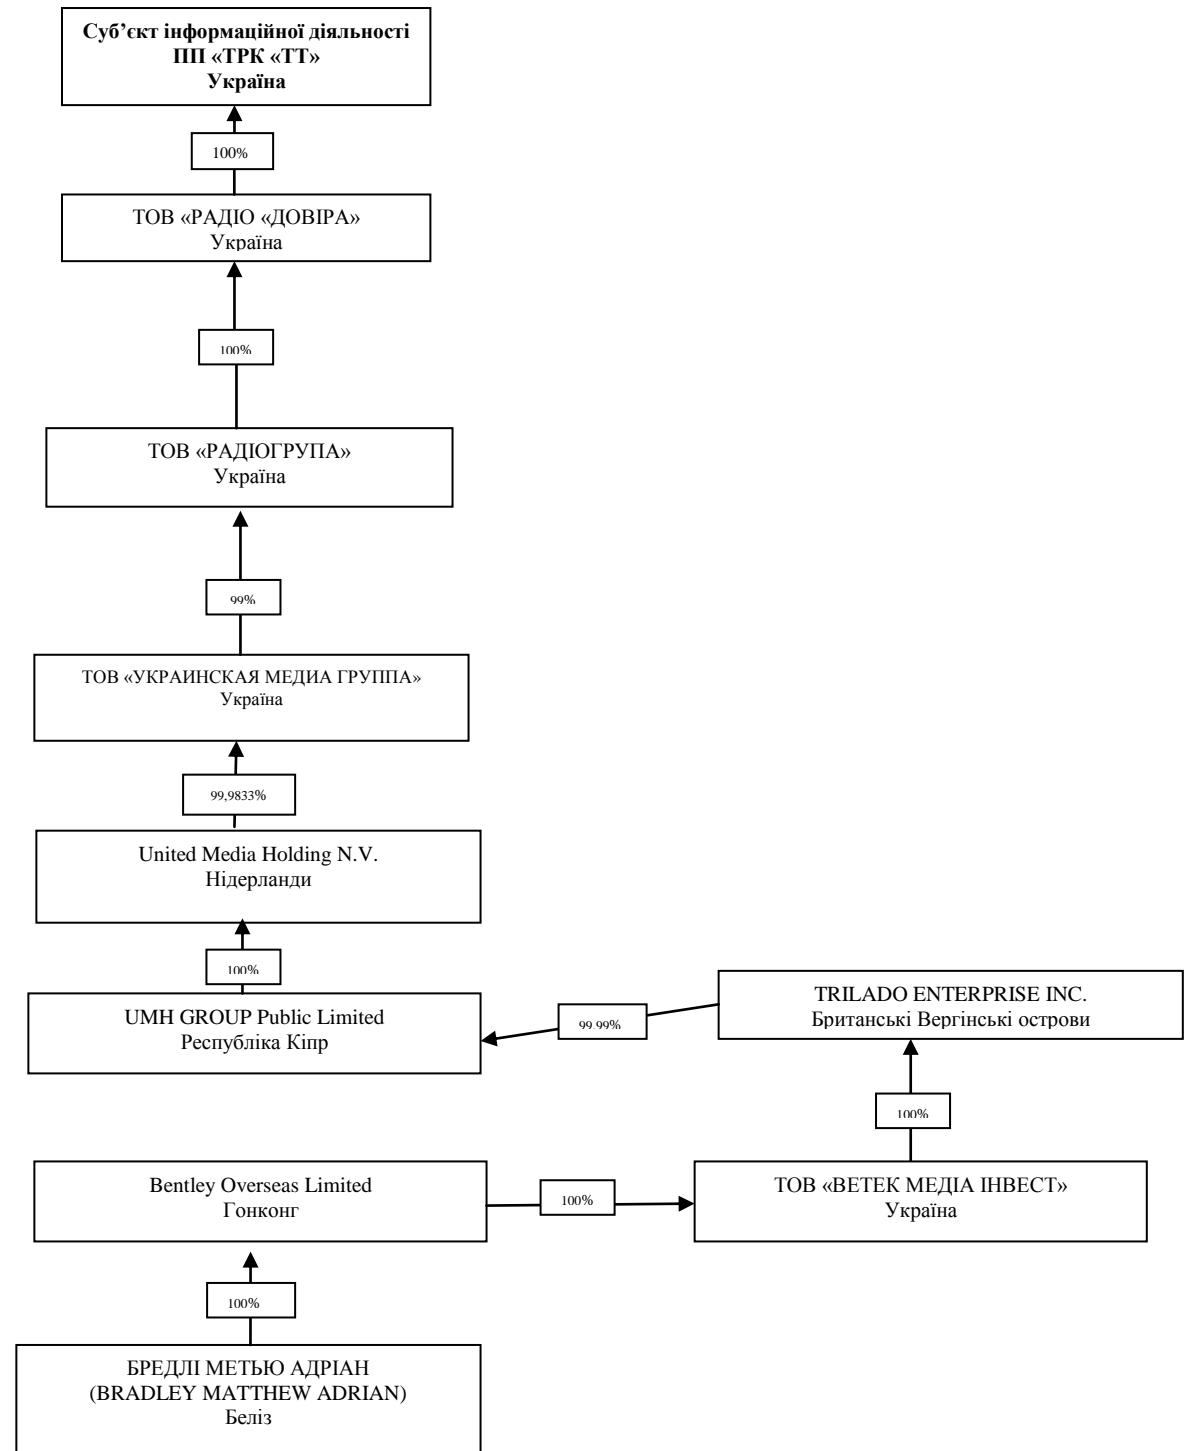 Суб’єкт інформаційної діяльності
ПП «ТРК «ТТ»
Україна
100%
ТОВ «РАДІО «ДОВІРА»
Україна
100%
ТОВ «РАДІОГРУПА»
Україна
99%
ТОВ «УКРАИНСКАЯ МЕДИА ГРУППА»
Україна
99,9833%
United Media Holding N.V.
Нідерланди
100%
UMH GROUP Public Limited
Республіка Кіпр
99.99%
TRILADO ENTERPRISE INC.
Британські Вергінські острови
100%
Bentley Overseas Limited
Гонконг
100%
ТОВ «ВЕТЕК МЕДІА ІНВЕСТ»
Україна
100%
БРЕДЛІ МЕТЬЮ АДРІАН
(BRADLEY MATTHEW ADRIAN)
Беліз